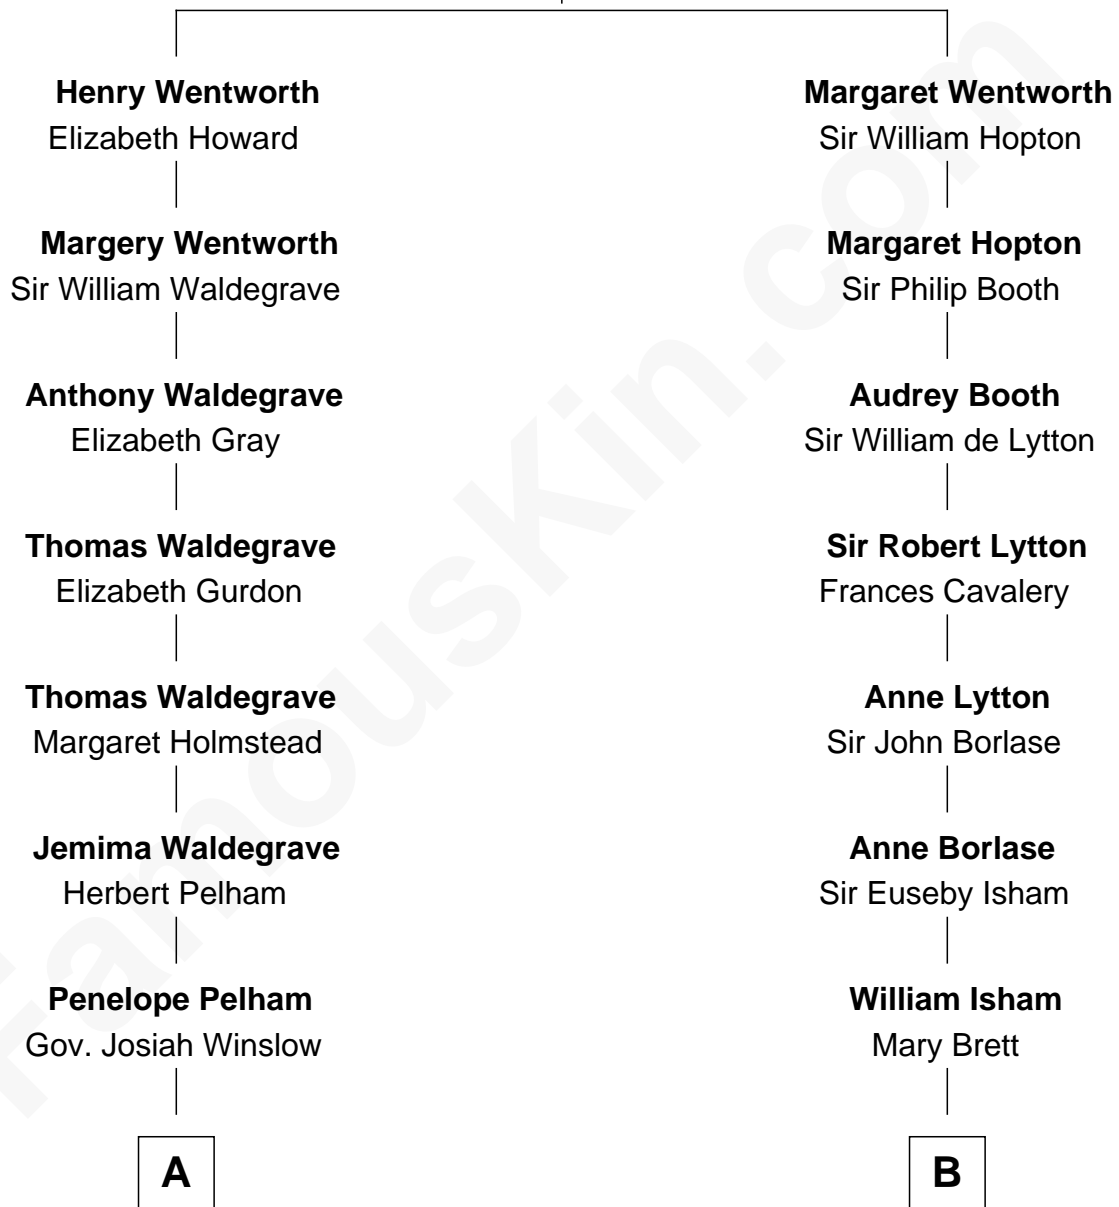 Henry Wentworth
Elizabeth Howard
Margery Wentworth
Sir William Waldegrave
Anthony Waldegrave
Elizabeth Gray
Thomas Waldegrave
Elizabeth Gurdon
Thomas Waldegrave
Margaret Holmstead
Jemima Waldegrave
Herbert Pelham
Penelope Pelham
Gov. Josiah Winslow
A
Margaret Wentworth
Sir William Hopton
Margaret Hopton
Sir Philip Booth
Audrey Booth
Sir William de Lytton
Sir Robert Lytton
Frances Cavalery
Anne Lytton
Sir John Borlase
Anne Borlase
Sir Euseby Isham
William Isham
Mary Brett
B
FamousKin.com